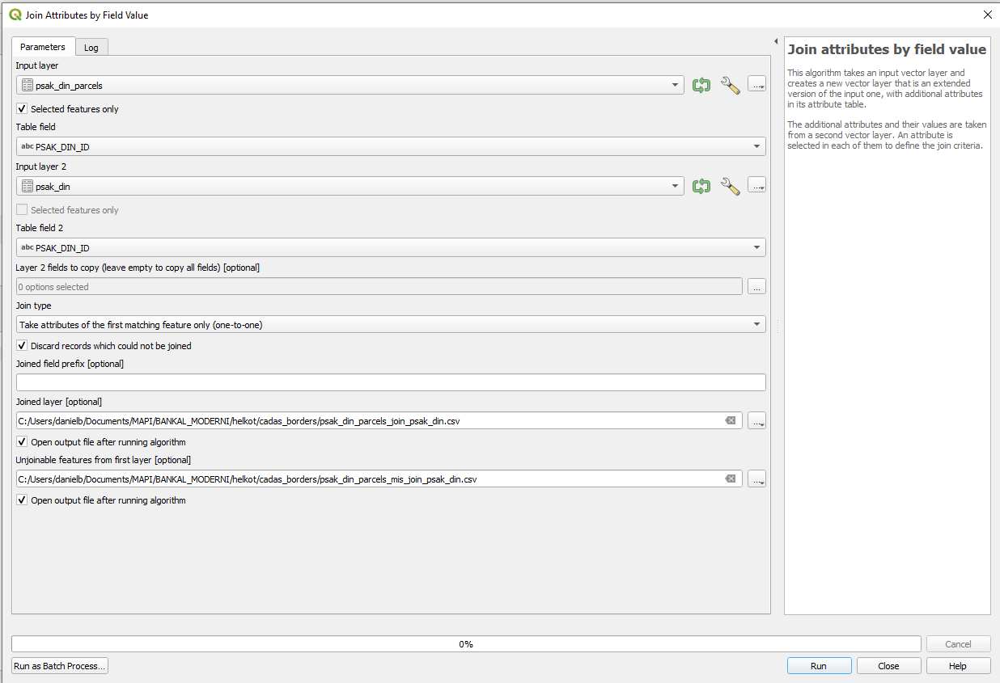 Join Attributes by Field Value
Parameters
Log
Input layer
psak_din_parcels
...
Selected features only
Table field
abc PSAK_DIN_ID
Input layer 2
psak_din
...
Selected features only
Table field 2
abc PSAK_DIN_ID
Layer 2 fields to copy (leave empty to copy all fields) [optional]
0 options selected
...
Join type
Take attributes of the first matching feature only (one-to-one)
Discard records which could not be joined
Joined field prefix [optional]
Joined layer [optional]
C:/Users/danielb/Documents/MAPI/BANKAL_MODERNI/helkot/cadas_borders/psak_din_parcels_join_psak_din.csv
...
Open output file after running algorithm
Unjoinable features from first layer [optional]
C:/Users/danielb/Documents/MAPI/BANKAL_MODERNI/helkot/cadas_borders/psak_din_parcels_mis_join_psak_din.csv
...
Open output file after running algorithm
Join attributes by field value
This algorithm takes an input vector layer and
creates a new vector layer that is an extended
version of the input one, with additional attributes
in its attribute table.
The additional attributes and their values are taken
from a second vector layer. An attribute is
selected in each of them to define the join criteria.
0%
Cancel
Run as Batch Process...
Run
Close
Help